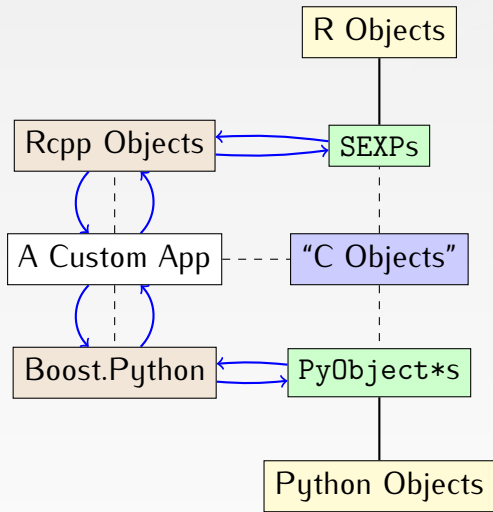 R Objects
Rcpp Objects
SEXPs
A Custom App
“C Objects”
Boost.Python
PyObject*s
Python Objects